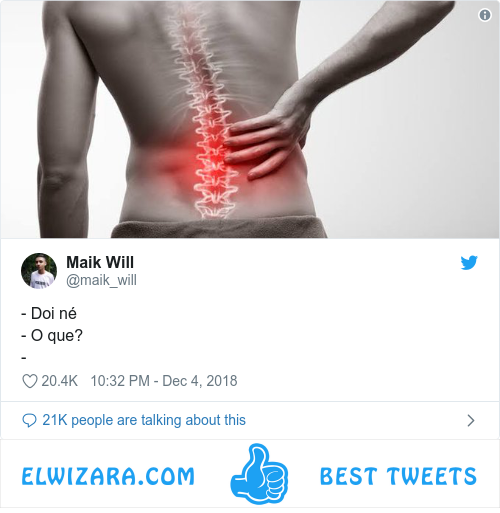 Maik Will
@maik_will
- Doi né
- O que?
-
20.4K 10:32 PM - Dec 4, 2018
21K people are talking about this
ELWIZARA.COM BEST TWEETS